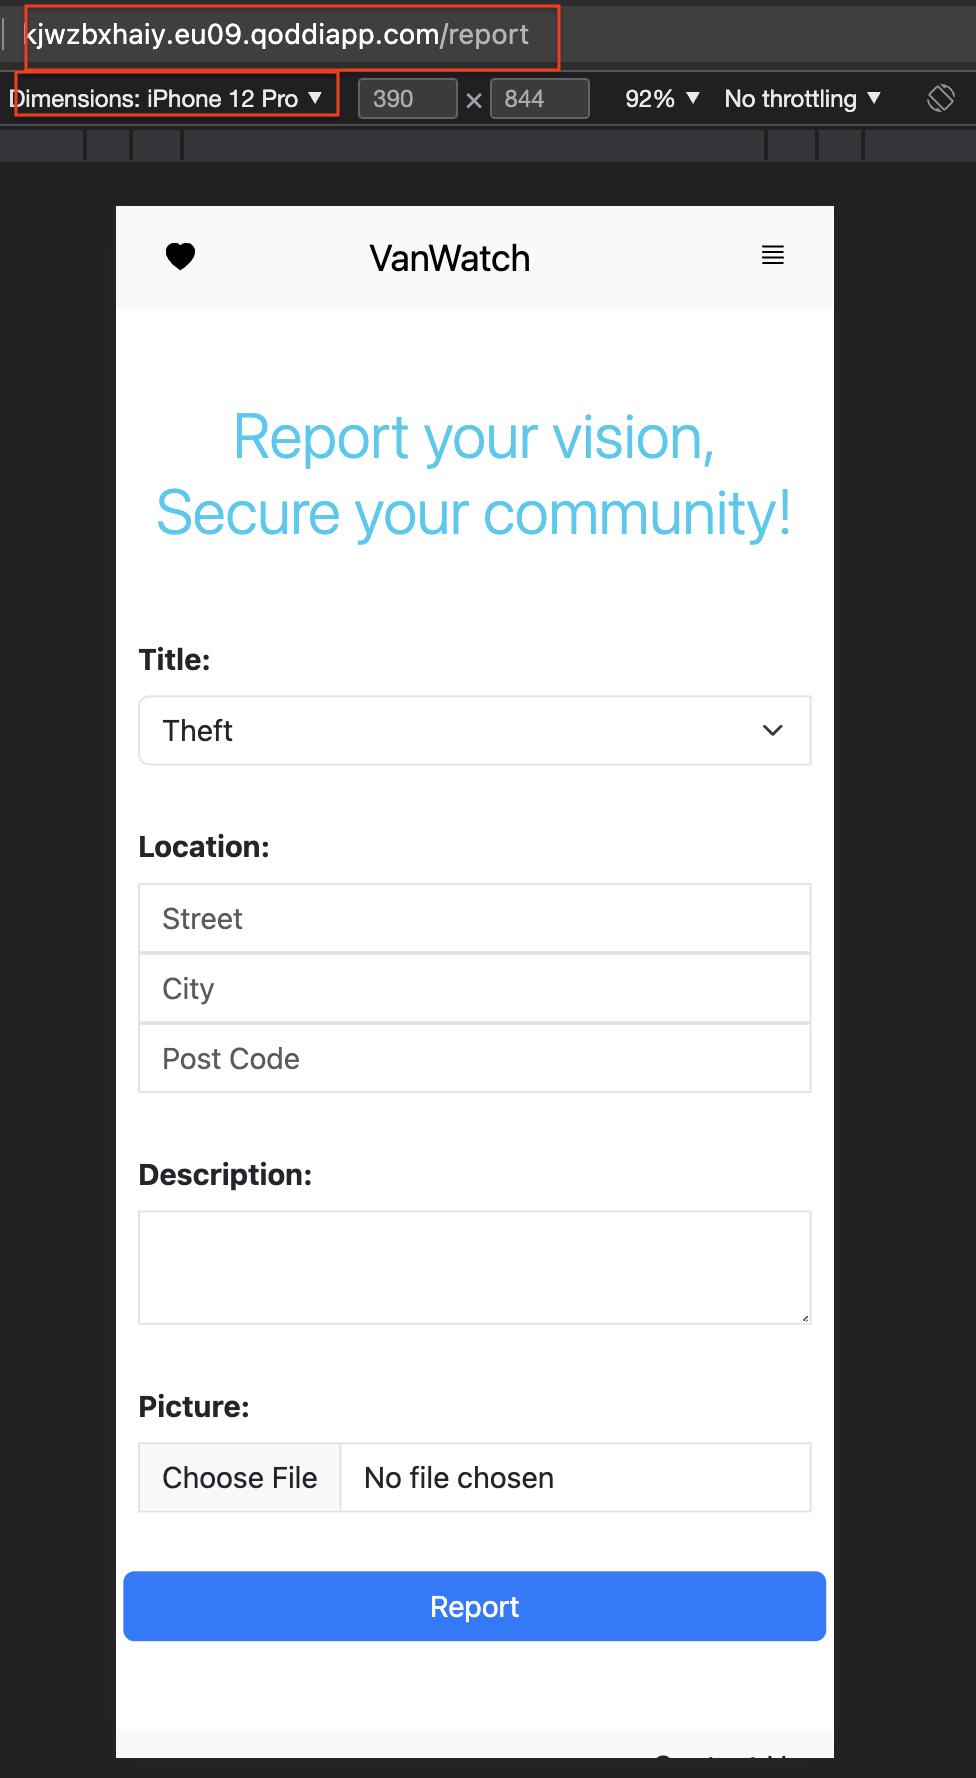 kjwzbxhaiy.eu09.qoddiapp.com/report
Dimensions: iPhone 12 Pro ▼ 390 × 844 92% ▼ No throttling ▼
VanWatch
Report your vision,
Secure your community!
Title:
Theft
Location:
Street
City
Post Code
Description:
Picture:
Choose File No file chosen
Report